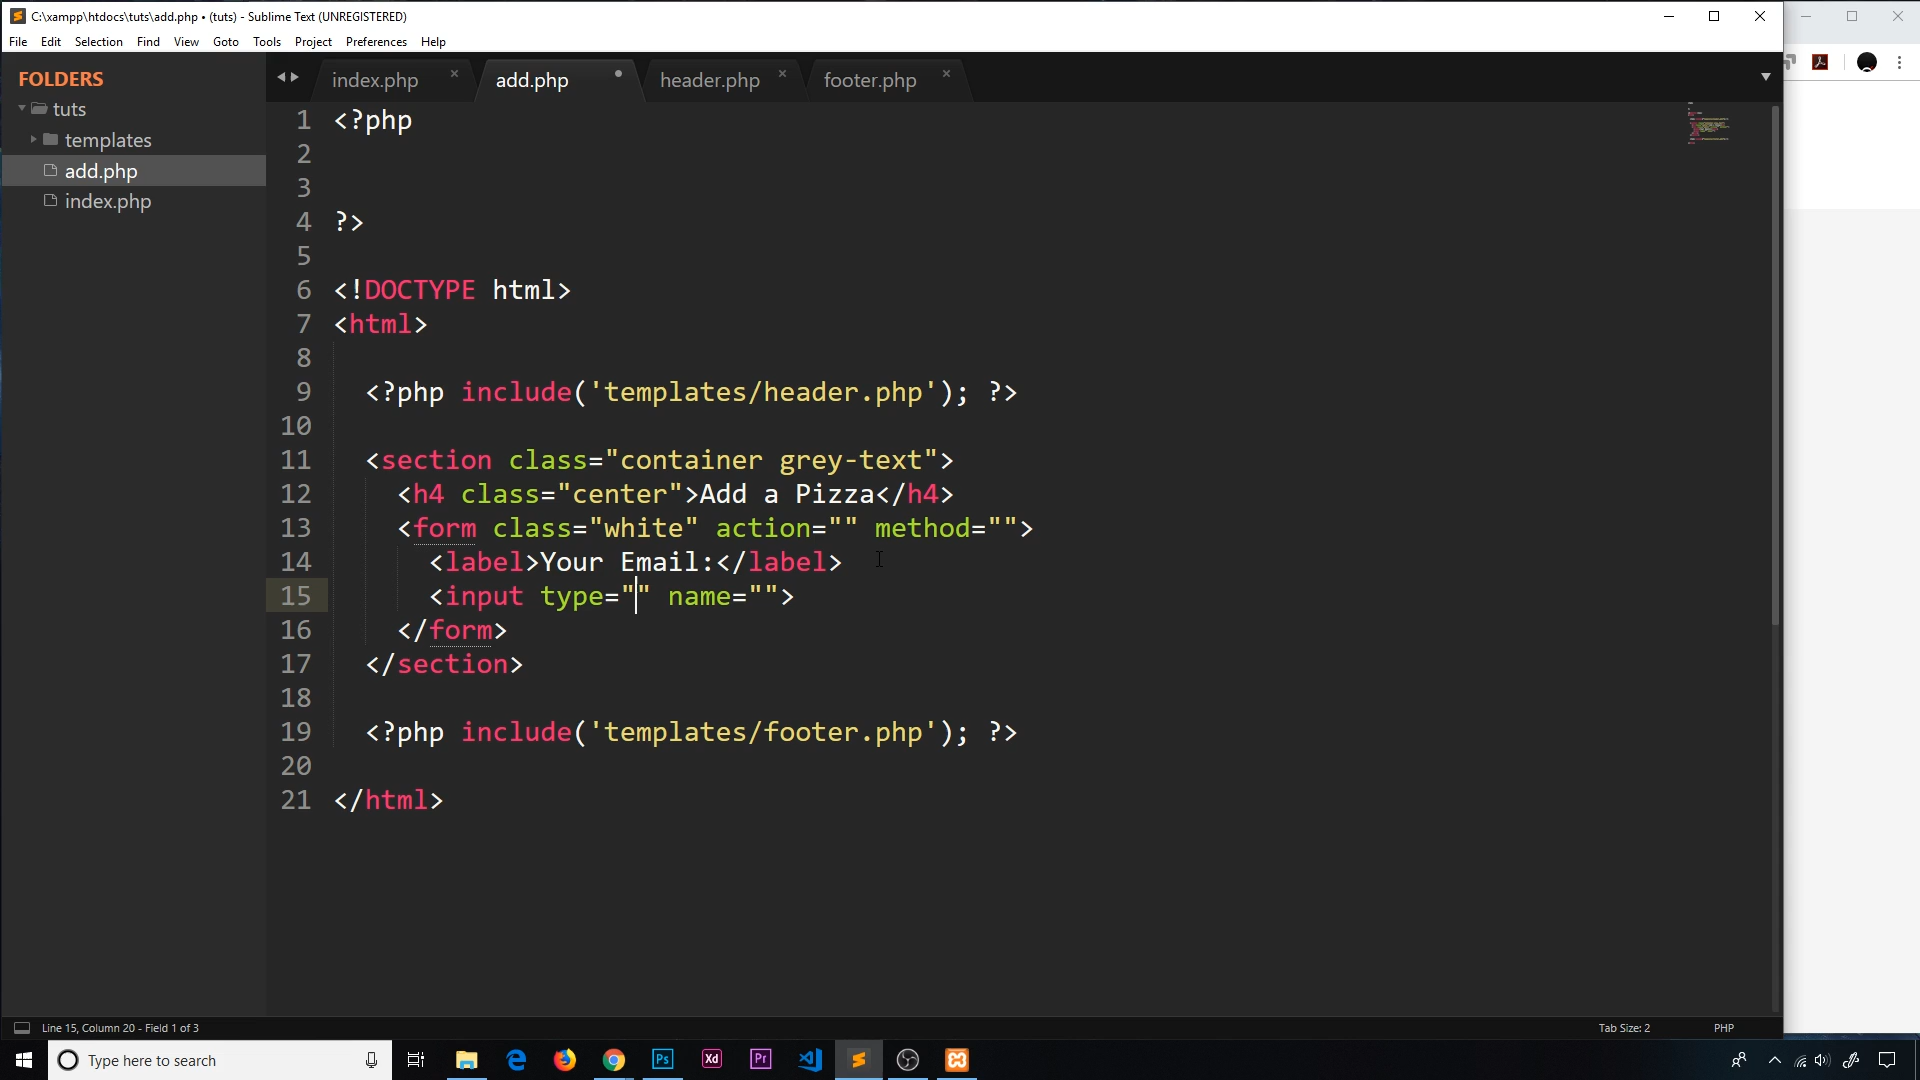 C:\xampp\htdocs\tuts\add.php • (tuts) - Sublime Text (UNREGISTERED)
File Edit Selection Find View Goto Tools Project Preferences Help
FOLDERS
tuts
templates
add.php
index.php
index.php × add.php header.php × footer.php ×
1 <?php
2
3
4 ?>
5
6 <!DOCTYPE html>
7 <html>
8
9 <?php include('templates/header.php'); ?>
10
11 <section class="container grey-text">
12 <h4 class="center">Add a Pizza</h4>
13 <form class="white" action="" method="">
14 <label>Your Email:</label>
15 <input type="" name="">
16 </form>
17 </section>
18
19 <?php include('templates/footer.php'); ?>
20
21 </html>
Line 15, Column 20 - Field 1 of 3
Tab Size: 2
PHP
Type here to search
Ps
Xd
Pr